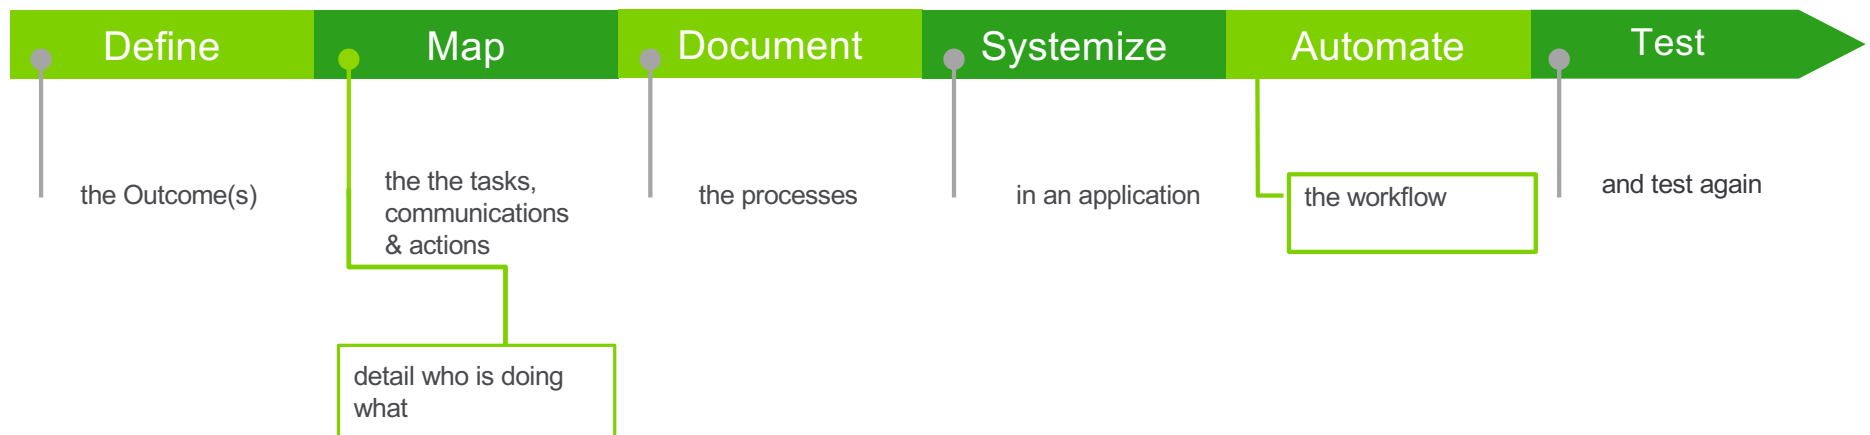 Define
Map
Document
Systemize
Automate
Test
the Outcome(s)
the the tasks,
communications
& actions
the processes
in an application
the workflow
and test again
detail who is doing
what